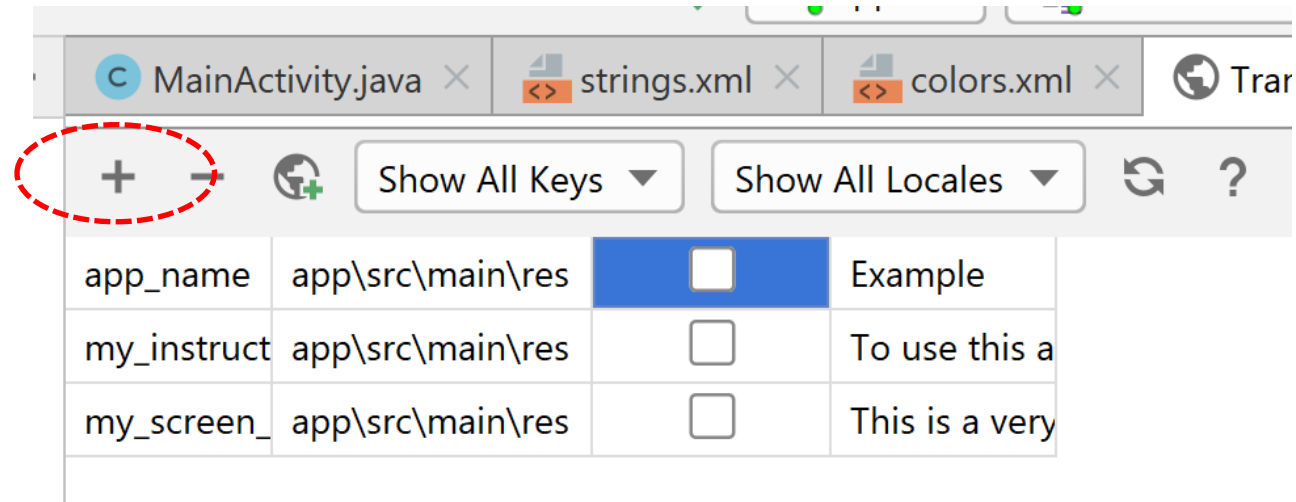 C MainActivity.java strings.xml colors.xml Tran
Show All Keys Show All Locales ?
app_name app\src\main\res Example
my_instruct app\src\main\res To use this a
my_screen_ app\src\main\res This is a very